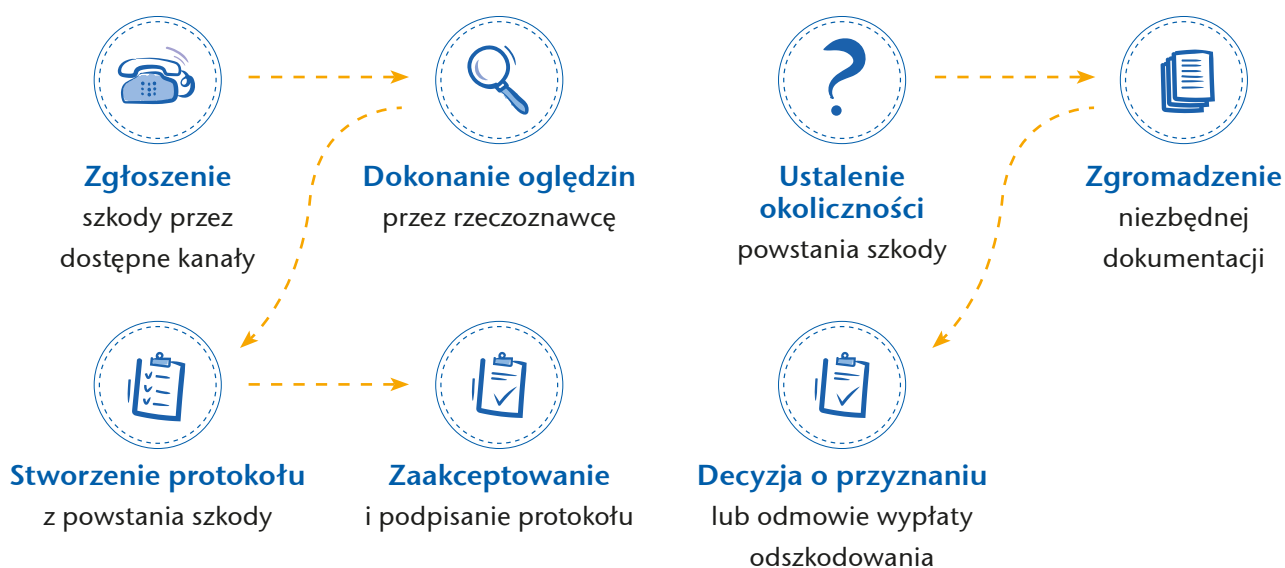 Zgłoszenie
szkody przez
dostępne kanały
Dokonanie oględzin
przez rzeczoznawcę
Stworzenie protokołu
z powstania szkody
Zaakceptowanie
i podpisanie protokołu
Ustalenie
okoliczności
powstania szkody
Zgromadzenie
niezbędnej
dokumentacji
Decyzja o przyznaniu
lub odmowie wypłaty
odszkodowania